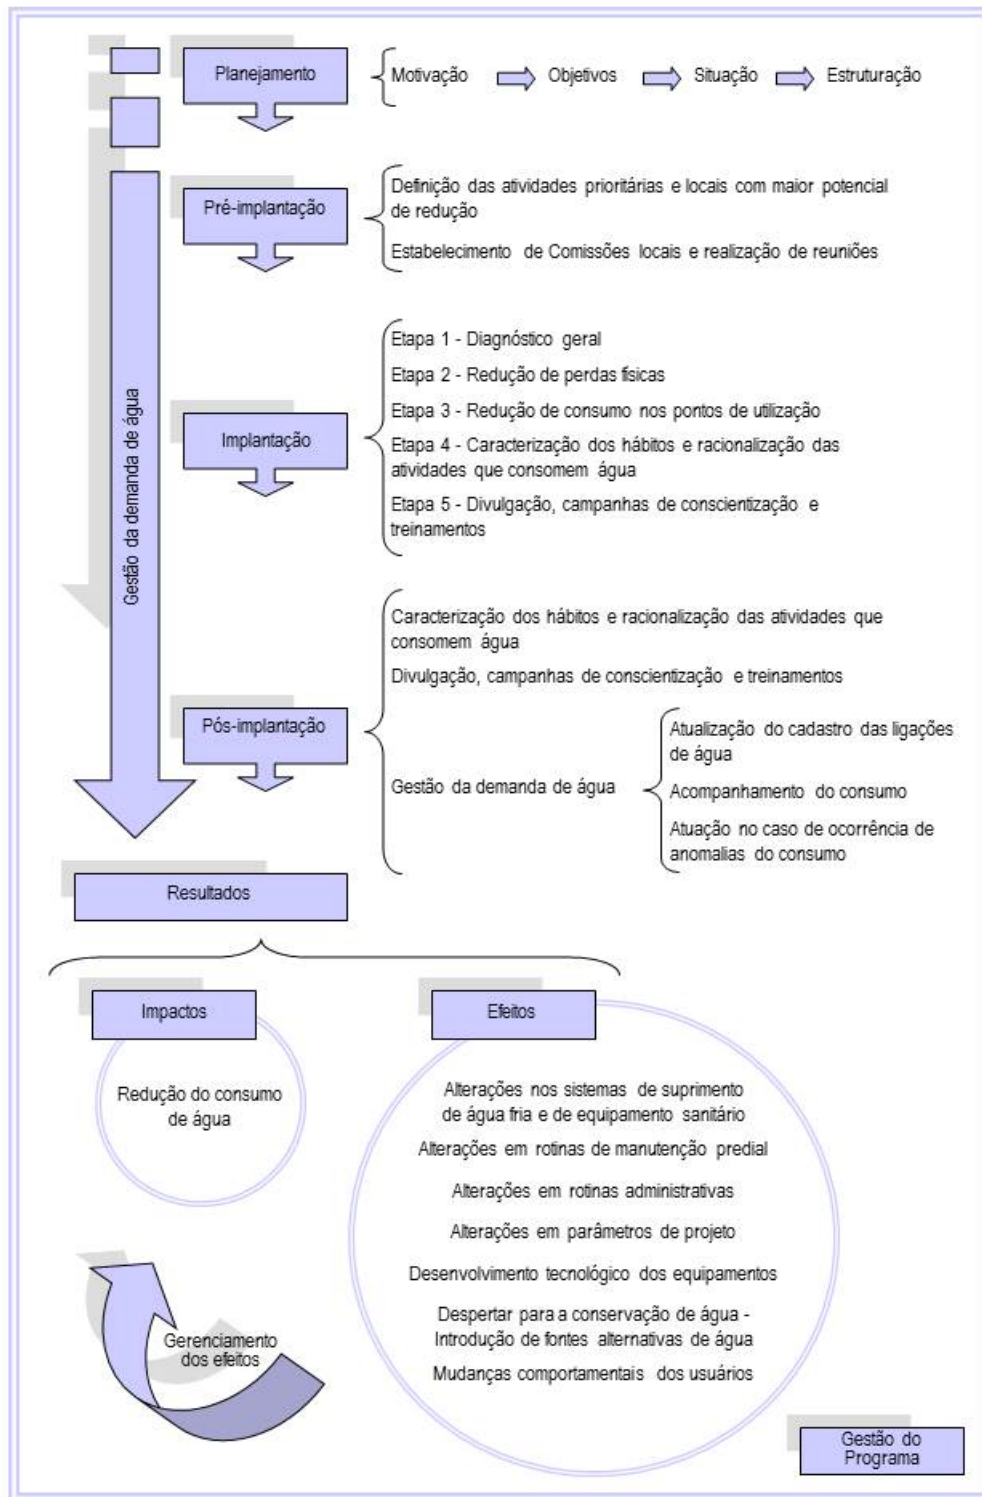 Planejamento
Motivação
Objetivos
Situação
Estruturação
Pré-implantação
Definição das atividades prioritárias e locais com maior potencial
de redução
Estabelecimento de Comissões locais e realização de reuniões
Gestão da demanda de água
Implantação
Etapa 1 - Diagnóstico geral
Etapa 2 - Redução de perdas físicas
Etapa 3 - Redução de consumo nos pontos de utilização
Etapa 4 - Caracterização dos hábitos e racionalização das
atividades que consomem água
Etapa 5 - Divulgação, campanhas de conscientização e
treinamentos
Pós-implantação
Caracterização dos hábitos e racionalização das atividades que
consomem água
Divulgação, campanhas de conscientização e treinamentos
Gestão da demanda de água
Atualização do cadastro das ligações
de água
Acompanhamento do consumo
Atuação no caso de ocorrência de
anomalias do consumo
Resultados
Impactos
Redução do consumo
de água
Efeitos
Alterações nos sistemas de suprimento
de água fria e de equipamento sanitário
Alterações em rotinas de manutenção predial
Alterações em rotinas administrativas
Alterações em parâmetros de projeto
Desenvolvimento tecnológico dos equipamentos
Despertar para a conservação de água -
Introdução de fontes alternativas de água
Mudanças comportamentais dos usuários
Gerenciamento
dos efeitos
Gestão do
Programa